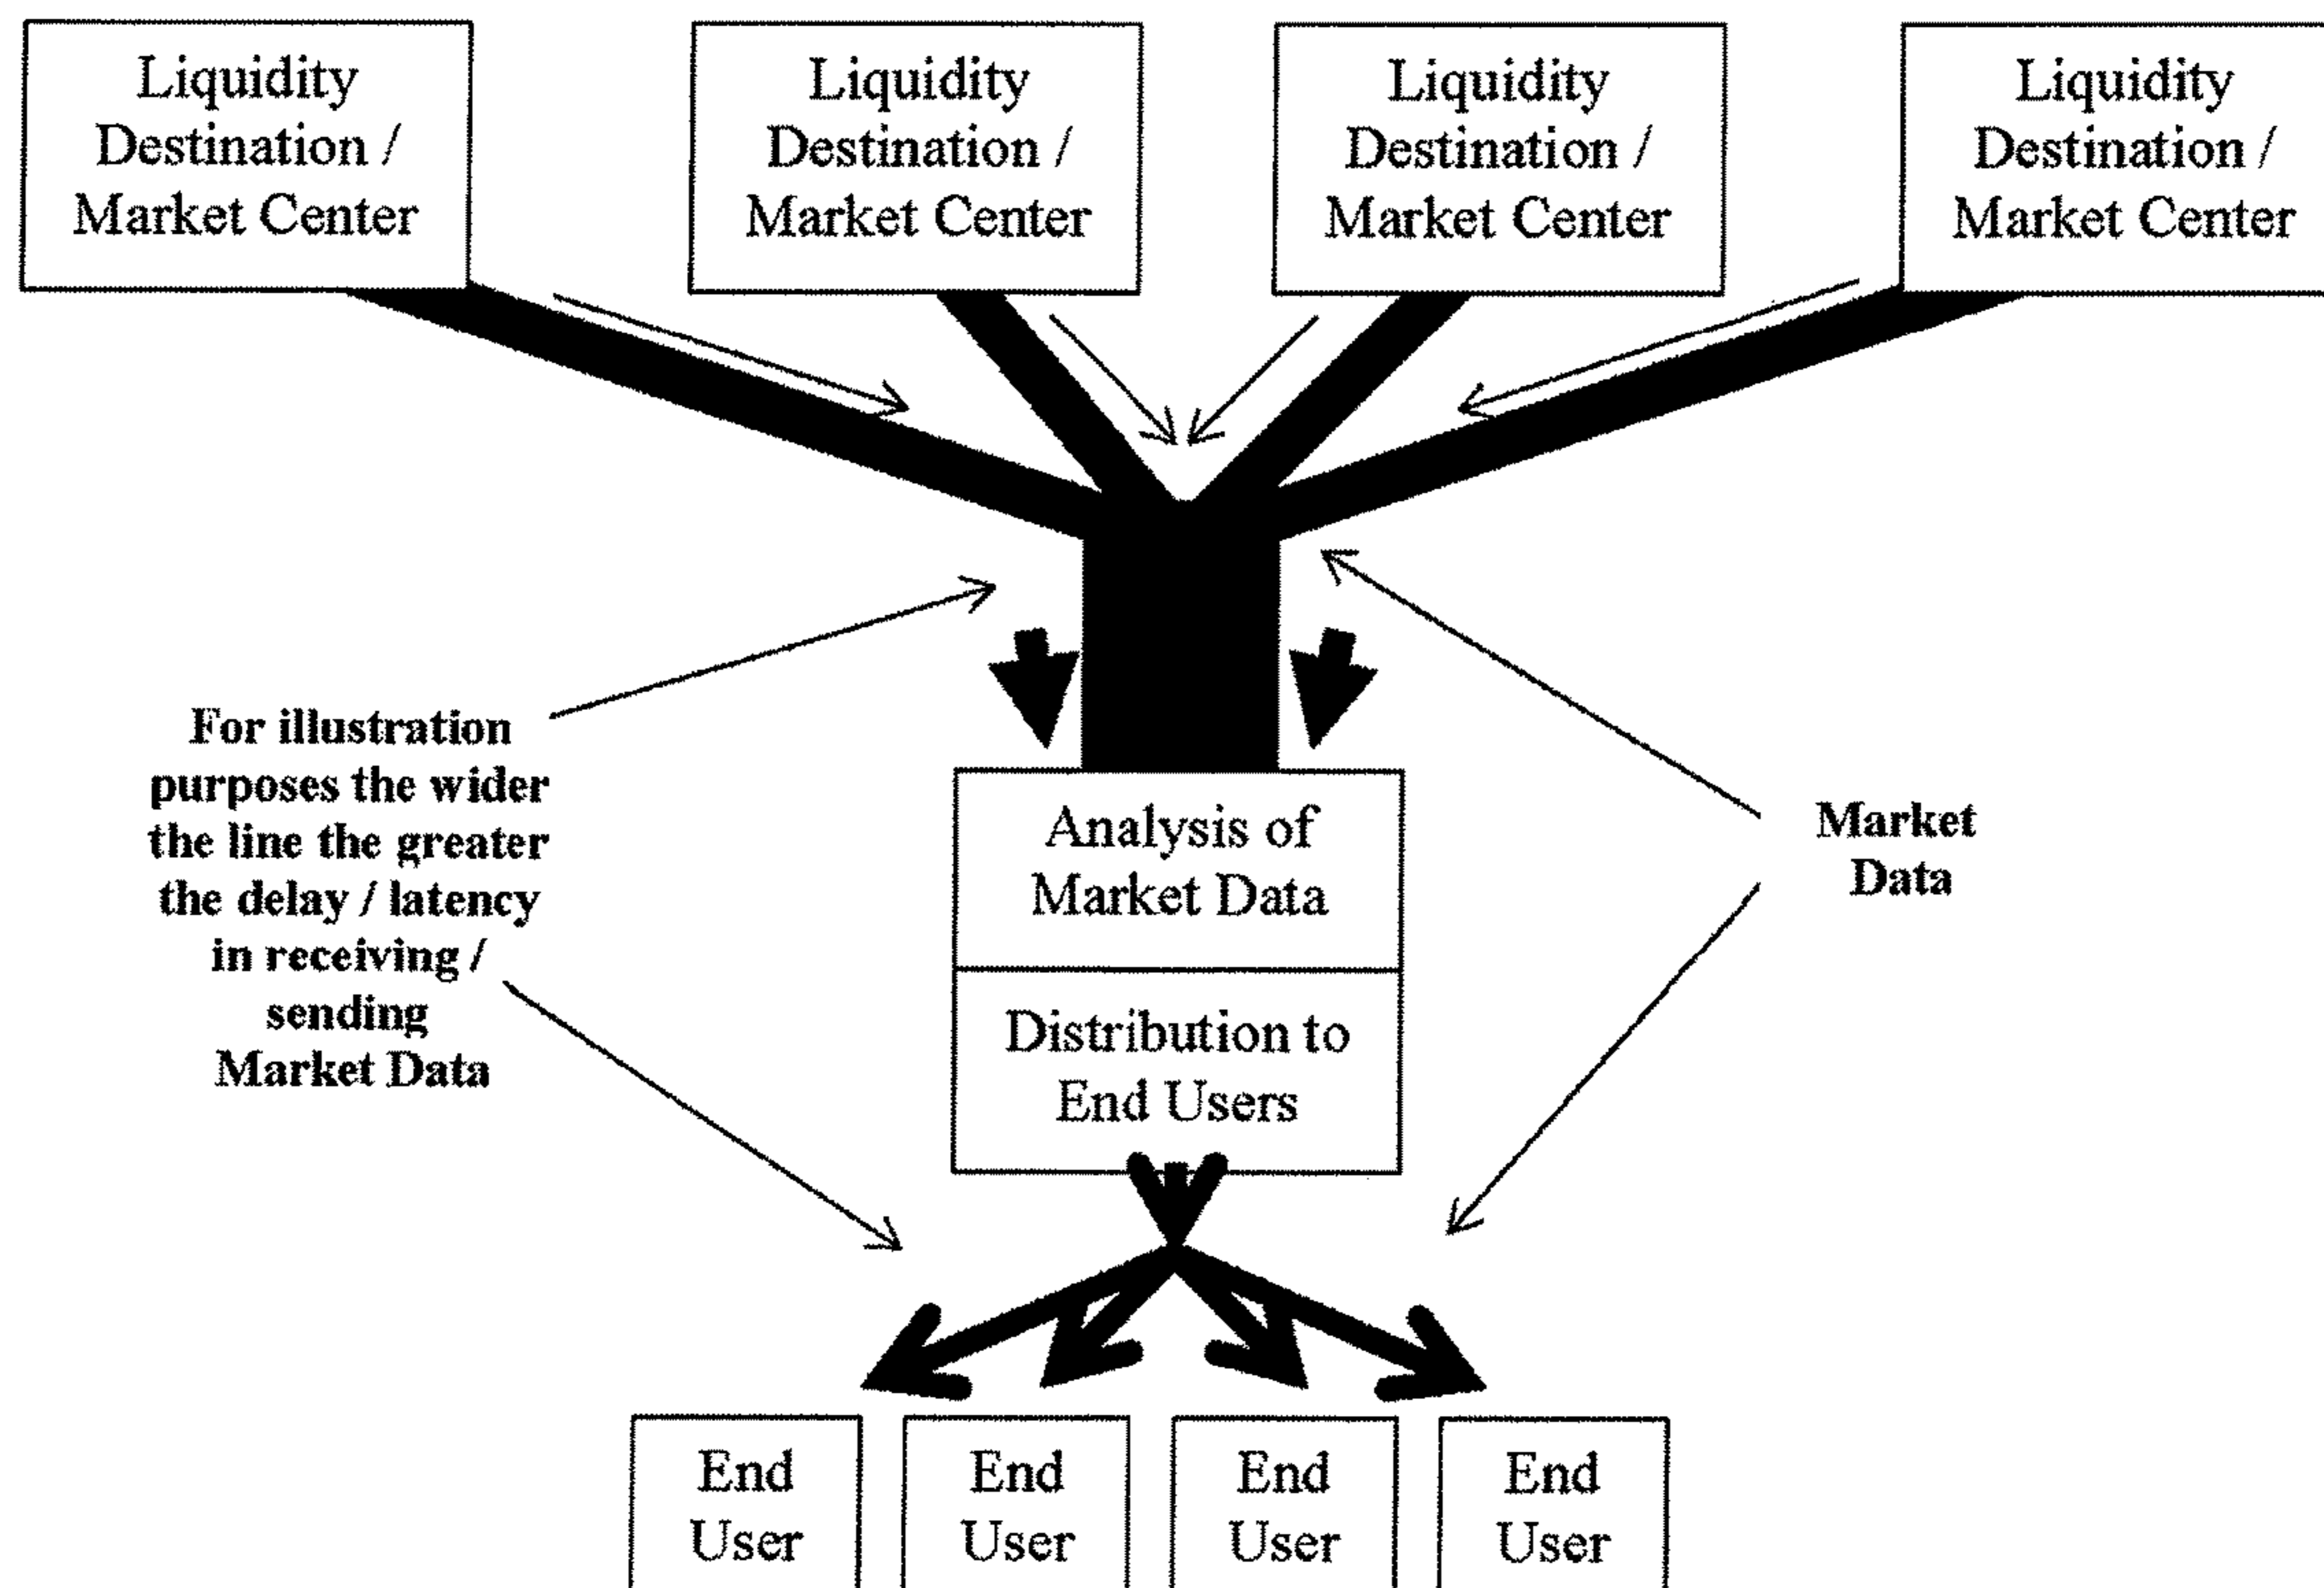 Liquidity
Destination /
Market Center
Liquidity
Destination /
Market Center
Liquidity
Destination /
Market Center
Liquidity
Destination /
Market Center
For illustration
purposes the wider
the line the greater
the delay / latency
in receiving /
sending
Market Data
Analysis of
Market Data
Distribution to
End Users
Market
Data
End
User
End
User
End
User
End
User